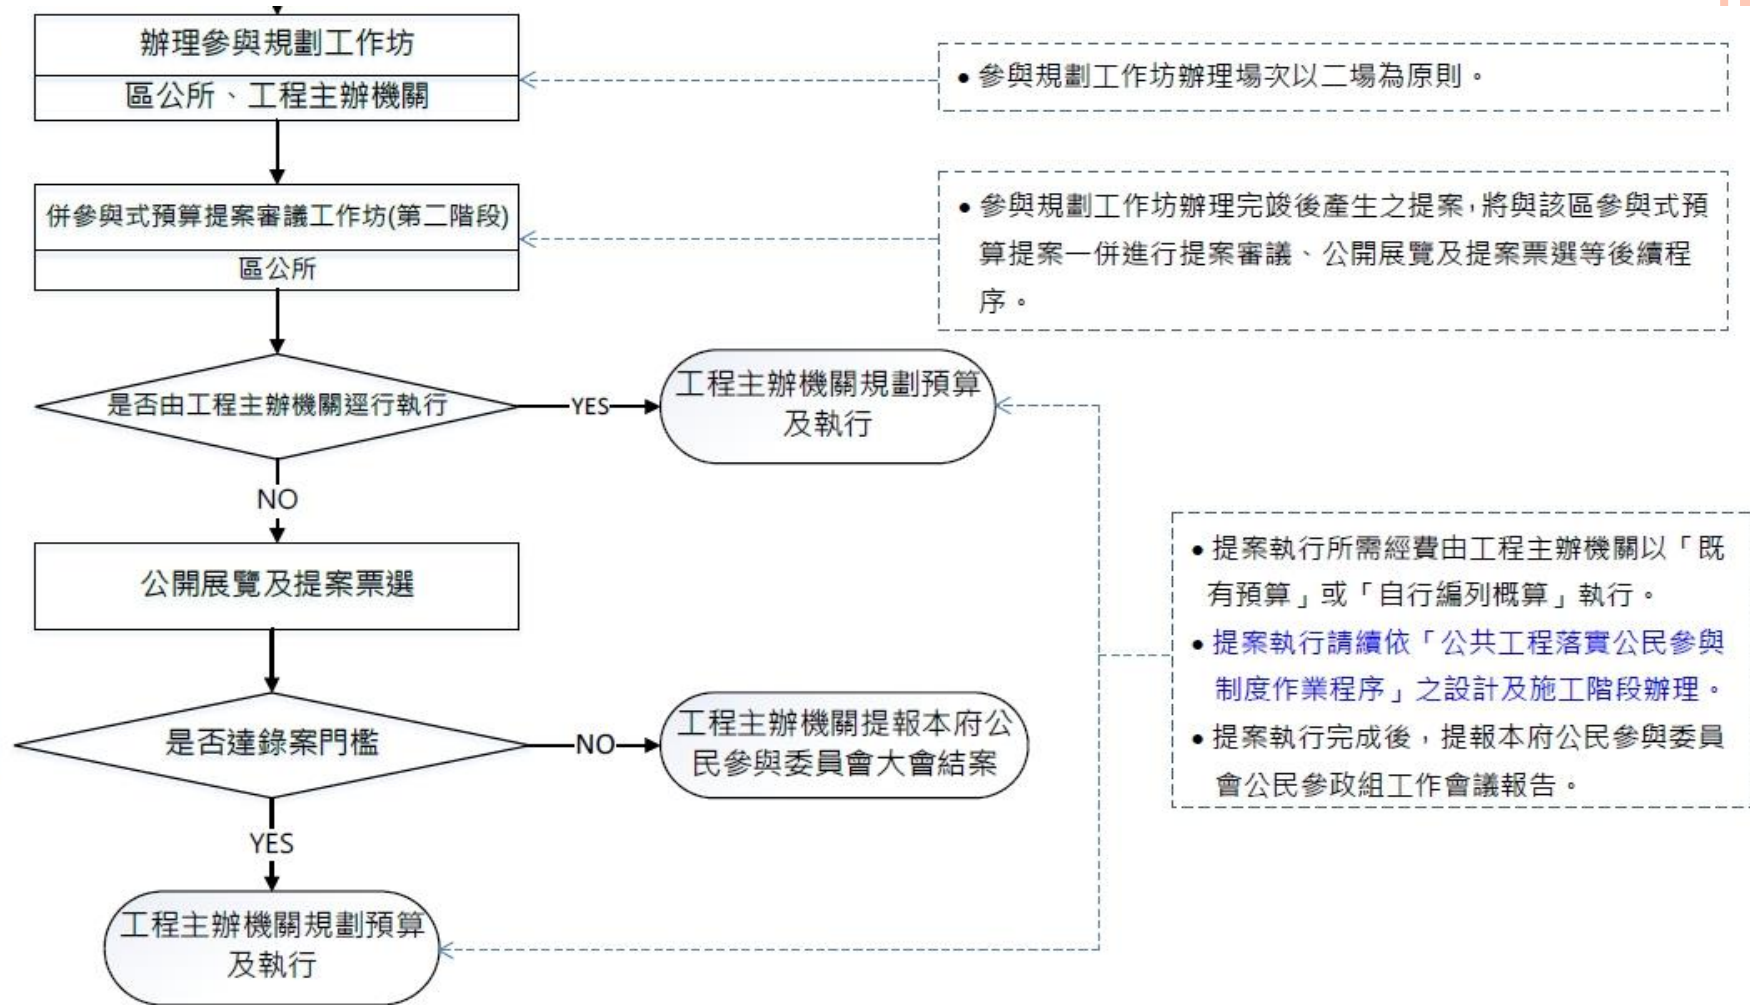 辦理參與規劃工作坊
區公所、工程主辦機關
• 參與規劃工作坊辦理場次以二場為原則。
併參與式預算提案審議工作坊(第二階段)
區公所
• 參與規劃工作坊辦理完竣後產生之提案,將與該區參與式預
算提案一併進行提案審議、公開展覽及提案票選等後續程
序。
是否由工程主辦機關逕行執行
YES
工程主辦機關規劃預算
及執行
NO
公開展覽及提案票選
• 提案執行所需經費由工程主辦機關以「既
有預算」或「自行編列概算」執行。
• 提案執行請續依「公共工程落實公民參與
制度作業程序」之設計及施工階段辦理。
• 提案執行完成後,提報本府公民參與委員
會公民參政組工作會議報告。
是否達錄案門檻
NO
工程主辦機關提報本府公
民參與委員會大會結案
YES
工程主辦機關規劃預算
及執行